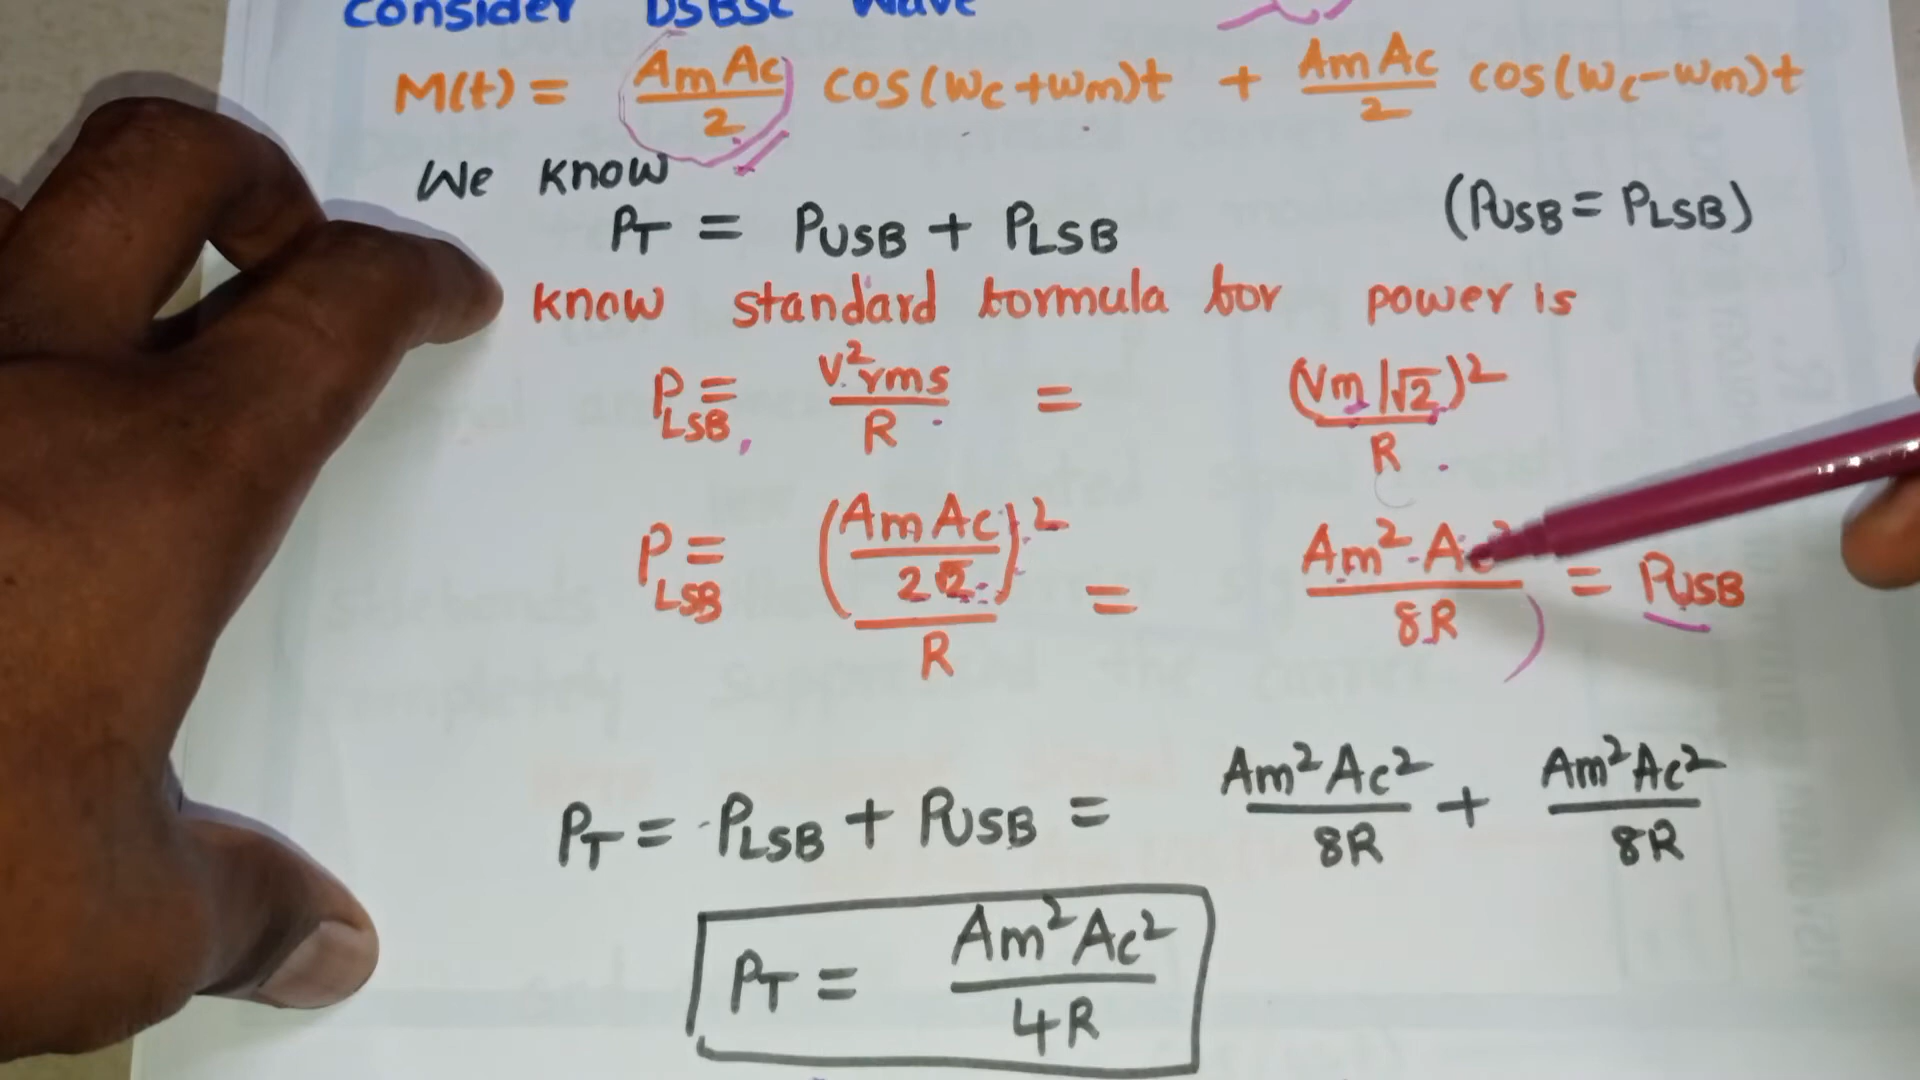 Consider DSBSC Wave
M(t) = AmAc/2 cos(wc+wm)t + AmAc/2 cos(wc-wm)t
We know
PT = PUSB + PLSB (PUSB = PLSB)
know standard formula for power is
PLSB = V²rms/R = (Vm/√2)²/R
PLSB = (AmAc/2√2)²/R = Am²·Ac²/8R = PUSB
PT = PLSB + PUSB = Am²Ac²/8R + Am²Ac²/8R
PT = Am²Ac²/4R